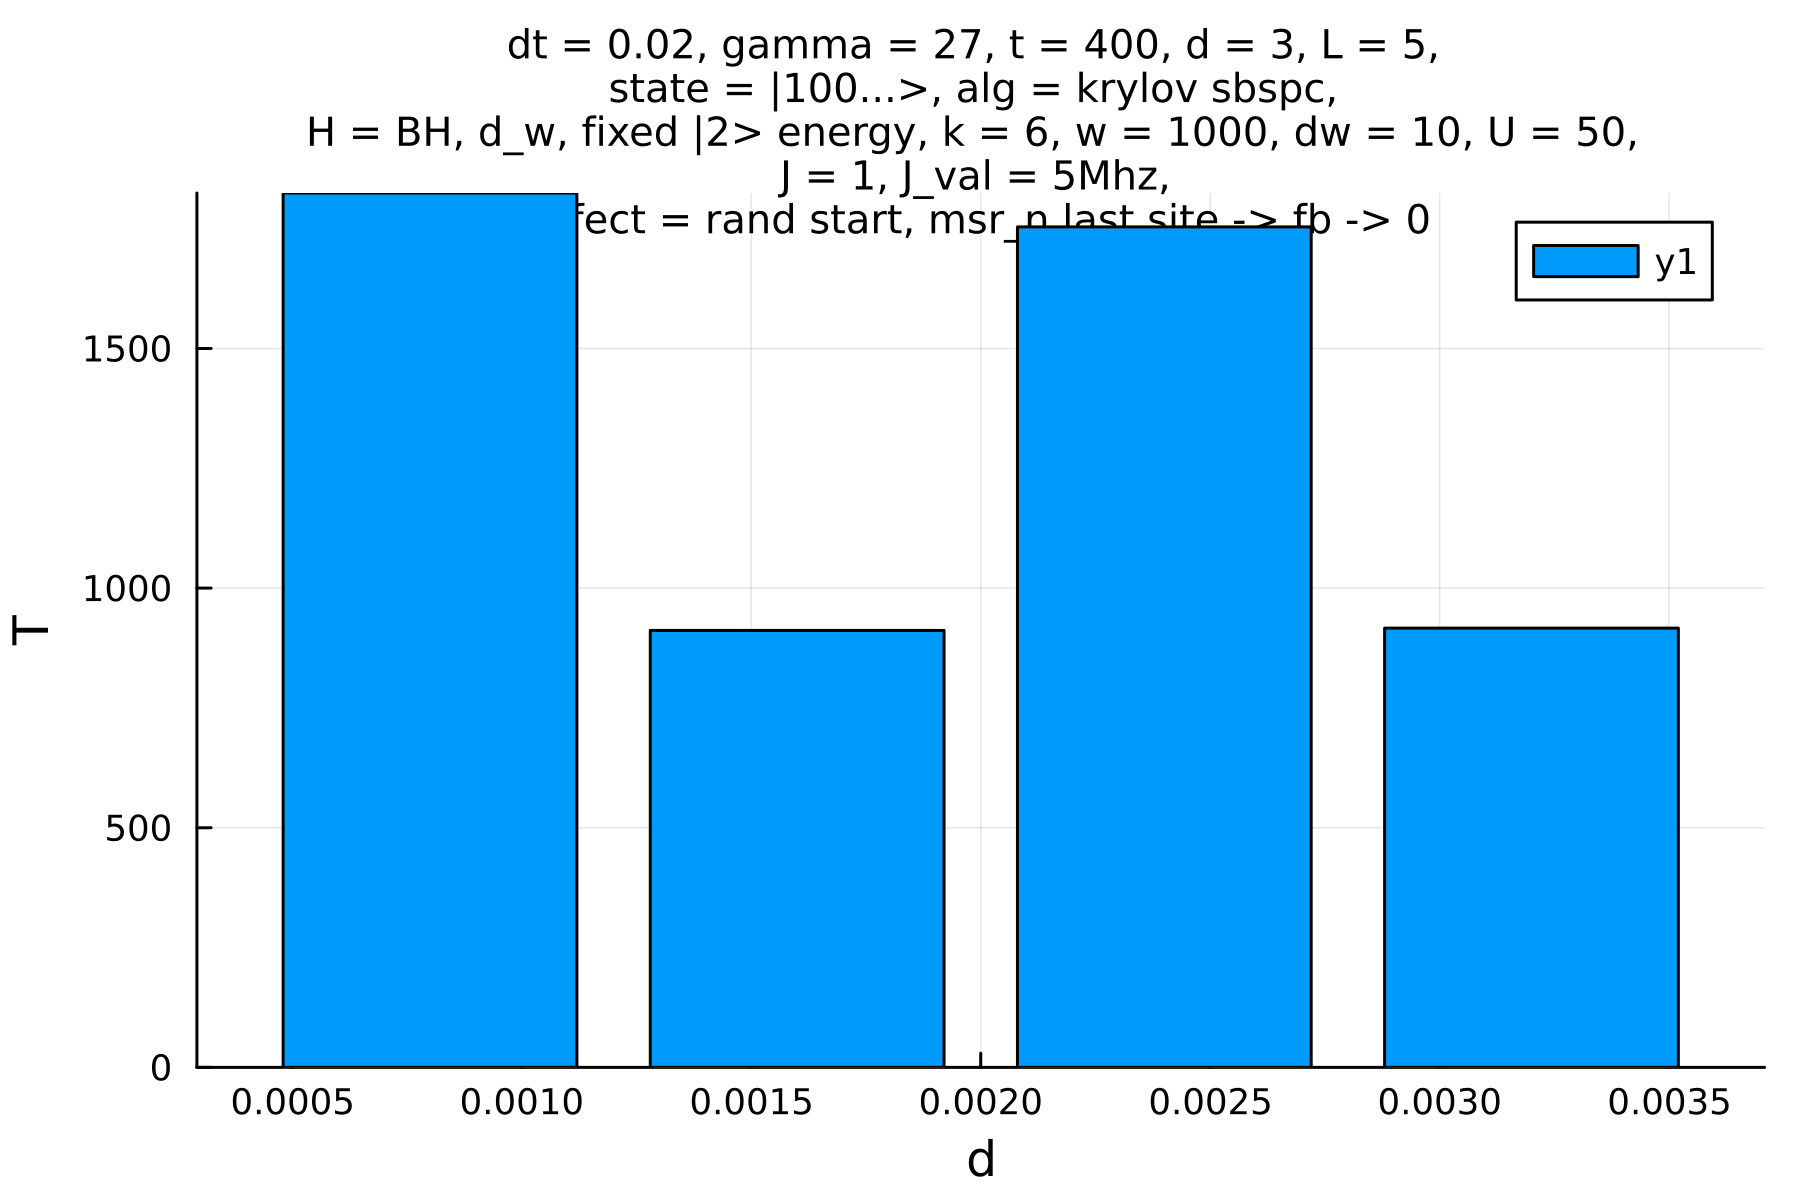 dt = 0.02, gamma = 27, t = 400, d = 3, L = 5,
state = |100...>, alg = krylov sbspc,
H = BH, d_w, fixed |2> energy, k = 6, w = 1000, dw = 10, U = 50,
J = 1, J_val = 5Mhz,
fect = rand start, msr_n last site -> fb -> 0
y1
1500
1000
500
0
T
0.0005 0.0010 0.0015 0.0020 0.0025 0.0030 0.0035
d